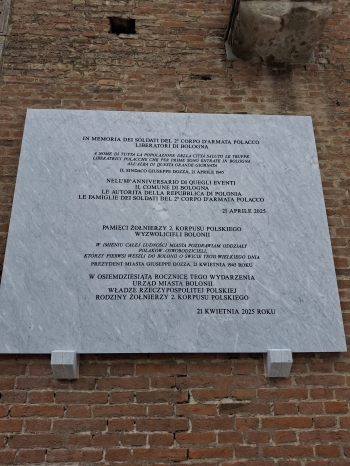 IN MEMORIA DEI SOLDATI DEL 2° CORPO D'ARMATA POLACCO
LIBERATORI DI BOLOGNA
A NOME DI TUTTA LA POPOLAZIONE DELLA CITTÀ SALUTO LE TRUPPE
LIBERATRICI POLACCHE CHE PER PRIME SONO ENTRATE DI BOLOGNA
ALL'ALBA DI QUESTA GRANDE GIORNATA
IL SINDACO GIUSEPPE DOZZA, 21 APRILE 1945
NELL'80°ANNIVERSARIO DI QUEGLI EVENTI
IL COMUNE DI BOLOGNA
LE AUTORITÀ DELLA REPUBBLICA DI POLONIA
LE FAMIGLIE DEI SOLDATI DEL 2° CORPO D'ARMATA POLACCO
21 APRILE 2025
PAMIĘCI ŻOŁNIERZY 2. KORPUSU POLSKIEGO
WYZWOLICIELI BOLONII
W IMIENIU CAŁEJ LUDNOŚCI MIASTA POZDRAWIAM ODDZIAŁY
POLAKÓW-OSWOBODZICIELI,
KTÓRZY PIERWSI WESZLI DO BOLONII O ŚWICIE TEGO WIELKIEGO DNIA
PREZYDENT MIASTA GIUSEPPE DOZZA, 21 KWIETNIA 1945 ROKU
W OSIEMDZIESIĄTĄ ROCZNICĘ TEGO WYDARZENIA
URZĄD MIASTA BOLONII
WŁADZE RZECZYPOSPOLITEJ POLSKIEJ
RODZINY ŻOŁNIERZY 2. KORPUSU POLSKIEGO
21 KWIETNIA 2025 ROKU